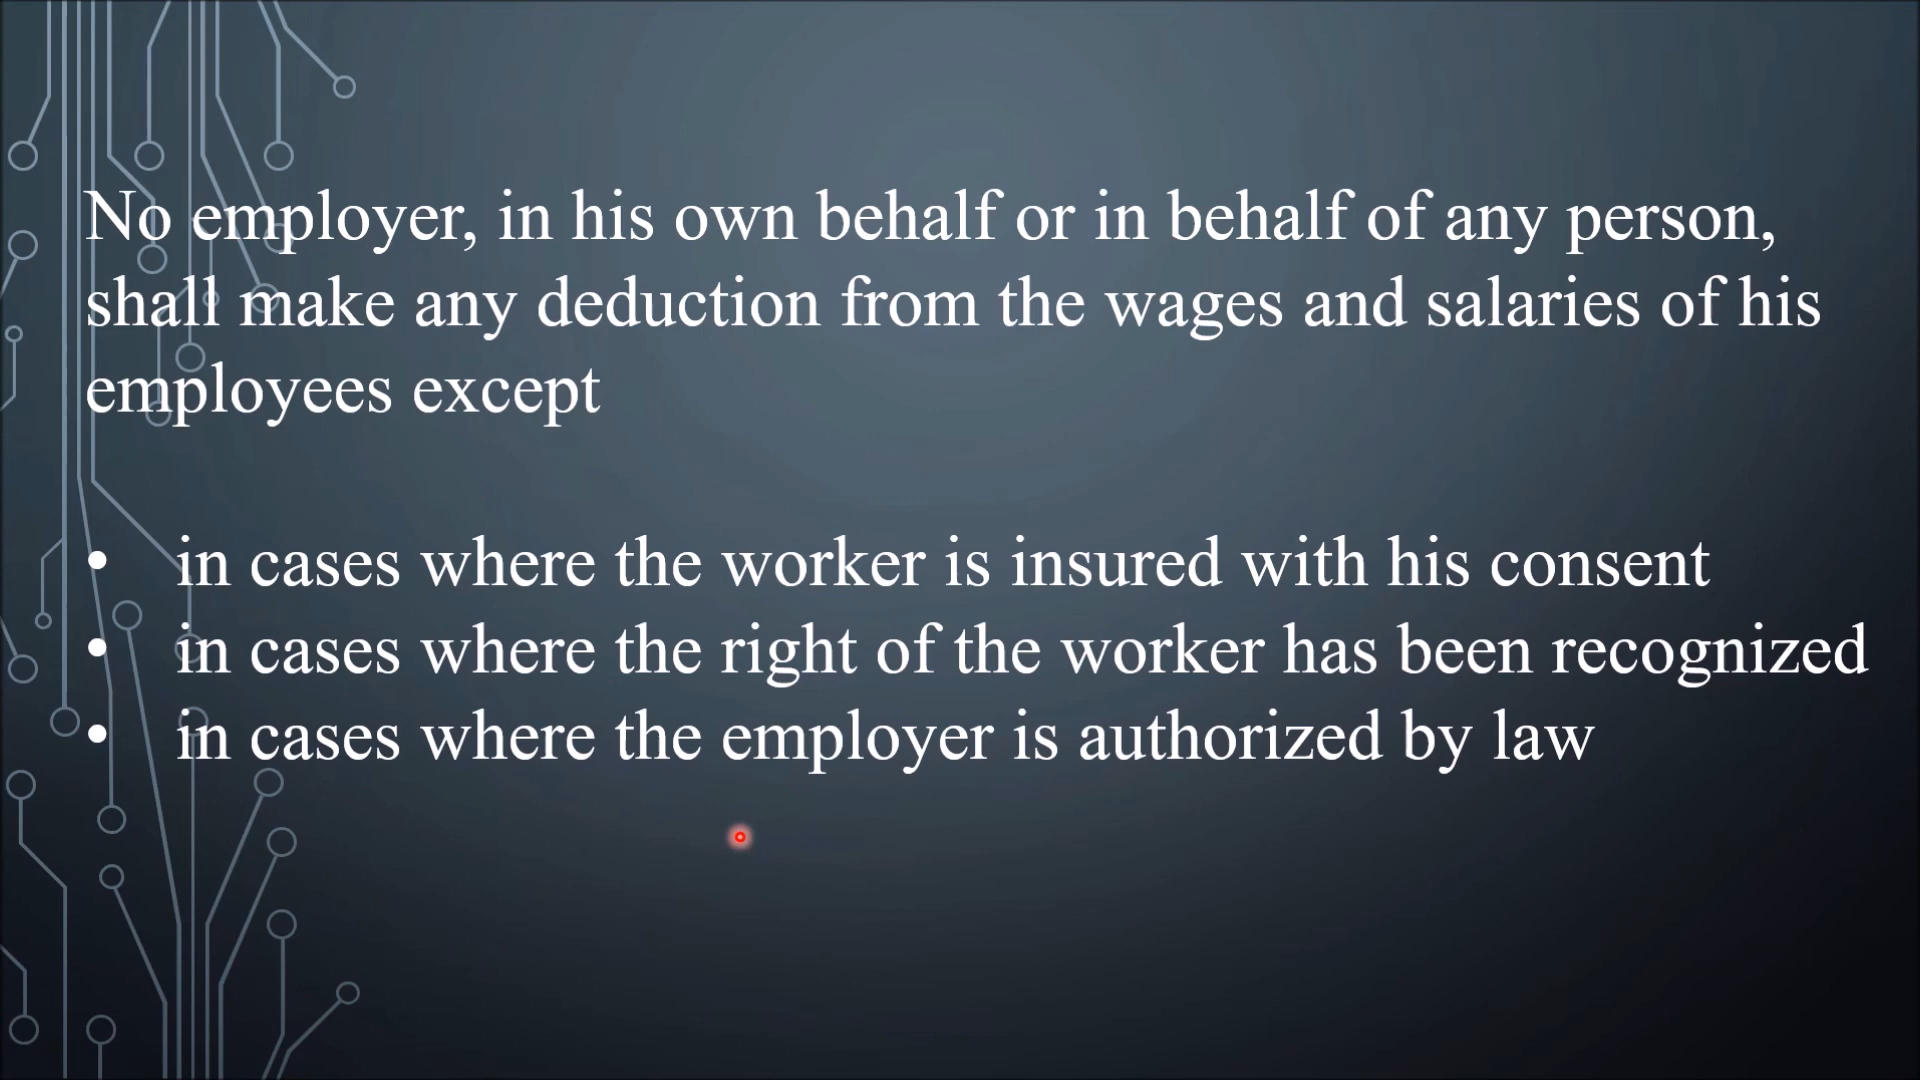 No employer, in his own behalf or in behalf of any person,
shall make any deduction from the wages and salaries of his
employees except
• in cases where the worker is insured with his consent
• in cases where the right of the worker has been recognized
• in cases where the employer is authorized by law